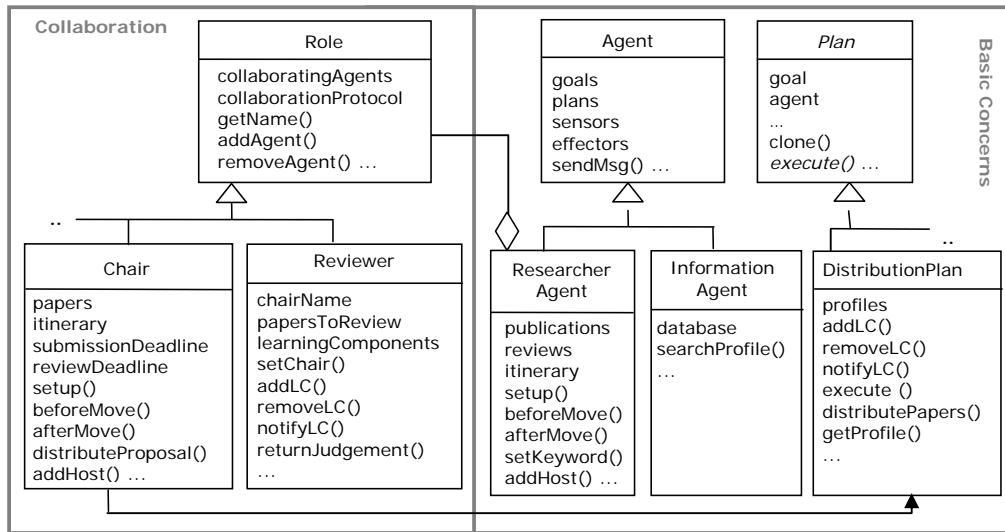 Collaboration
Role
collaboratingAgents
collaborationProtocol
getName()
addAgent()
removeAgent() ...
..
Chair
papers
itinerary
submissionDeadline
reviewDeadline
setup()
beforeMove()
afterMove()
distributeProposal()
addHost() ...
Reviewer
chairName
papersToReview
learningComponents
setChair()
addLC()
removeLC()
notifyLC()
returnJudgement()
...
Basic Concerns
Agent
goals
plans
sensors
effectors
sendMsg() ...
Plan
goal
agent
...
clone()
execute() ...
..
Researcher
Agent
publications
reviews
itinerary
setup()
beforeMove()
afterMove()
setKeyword()
addHost() ...
Information
Agent
database
searchProfile()
...
DistributionPlan
profiles
addLC()
removeLC()
notifyLC()
execute ()
distributePapers()
getProfile()
...